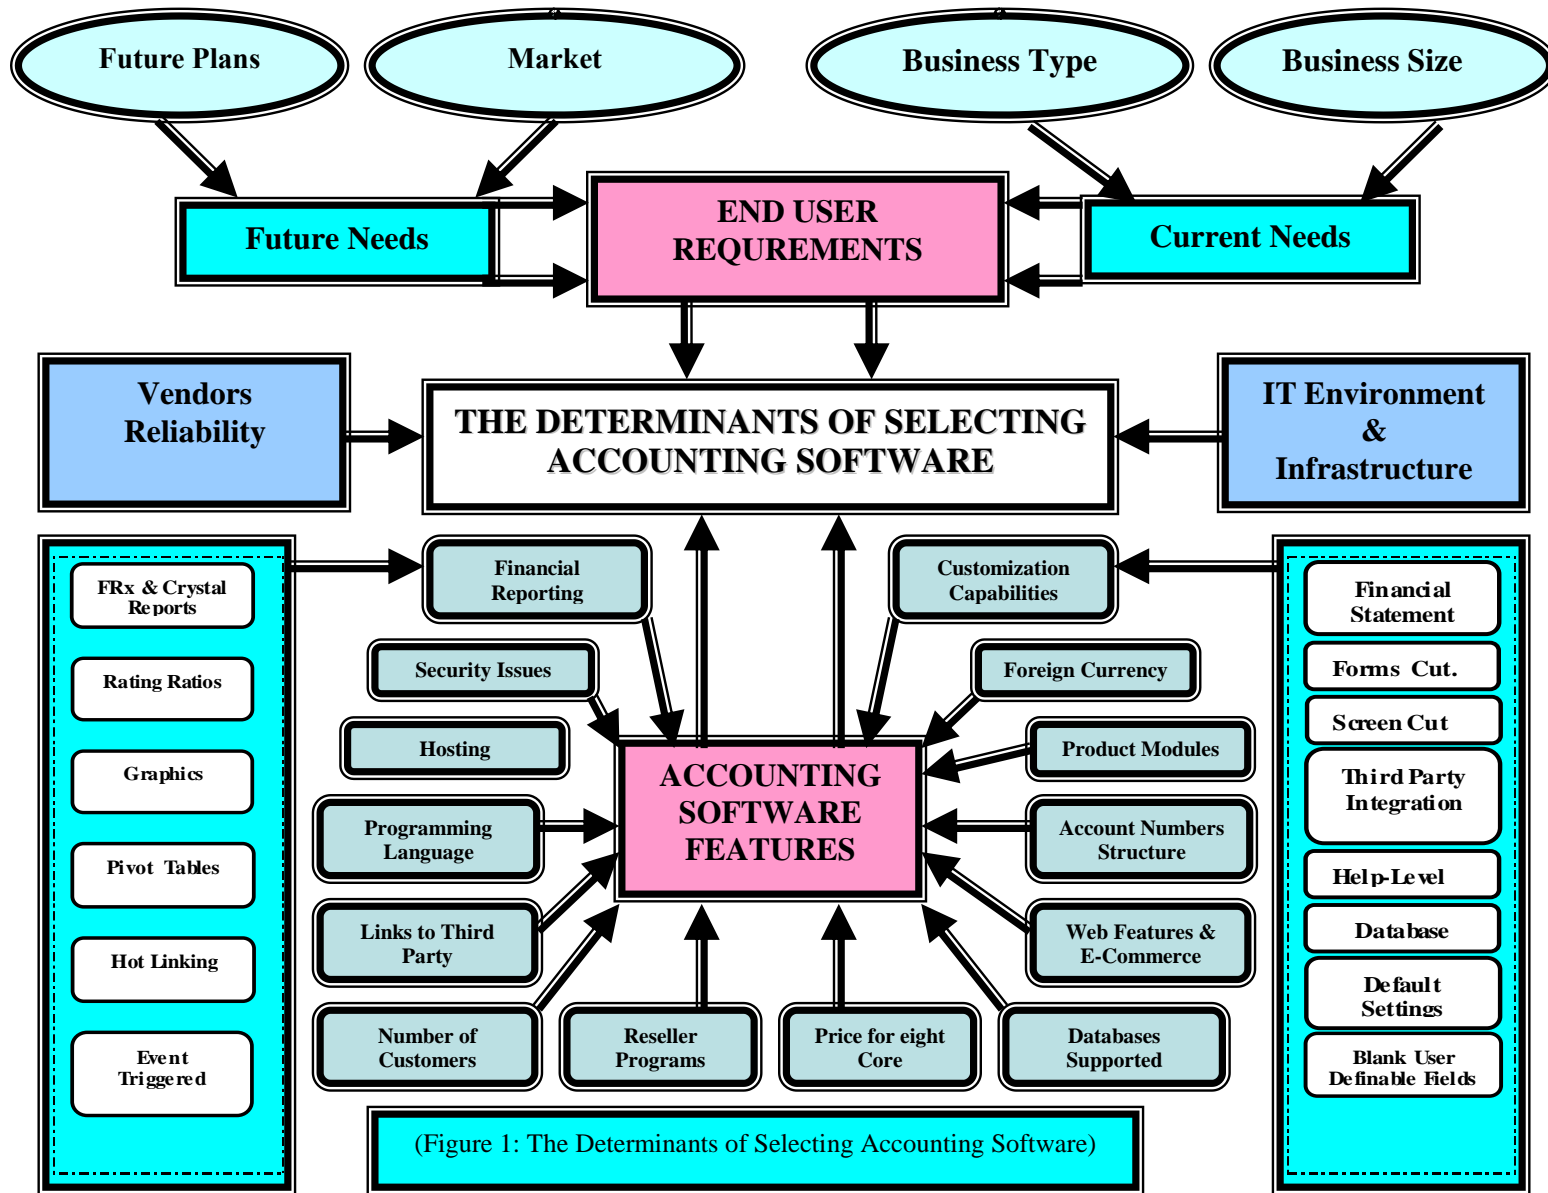 Future Plans
Market
Business Type
Business Size
Future Needs
END USER
REQUREMENTS
Current Needs
Vendors
Reliability
THE DETERMINANTS OF SELECTING
ACCOUNTING SOFTWARE
IT Environment
&
Infrastructure
FRx & Crystal
Reports
Rating Ratios
Graphics
Pivot Tables
Hot Linking
Event
Triggered
Financial
Reporting
Security Issues
Hosting
Programming
Language
Links to Third
Party
Number of
Customers
Reseller
Programs
ACCOUNTING
SOFTWARE
FEATURES
Price for eight
Core
Customization
Capabilities
Foreign Currency
Product Modules
Account Numbers
Structure
Web Features &
E-Commerce
Databases
Supported
Financial
Statement
Forms Cut.
Screen Cut
Third Party
Integration
Help-Level
Database
Default
Settings
Blank User
Definable Fields
(Figure 1: The Determinants of Selecting Accounting Software)